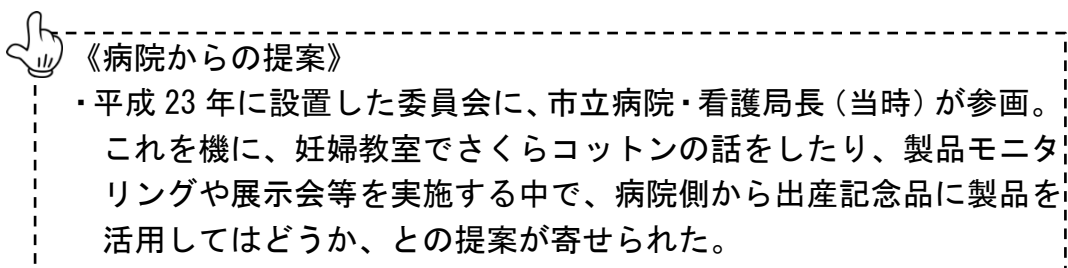 《病院からの提案》
・平成 23 年に設置した委員会に、市立病院・看護局長（当時）が参画。
これを機に、妊婦教室でさくらコットンの話をしたり、製品モニタ
リングや展示会等を実施する中で、病院側から出産記念品に製品を
活用してはどうか、との提案が寄せられた。